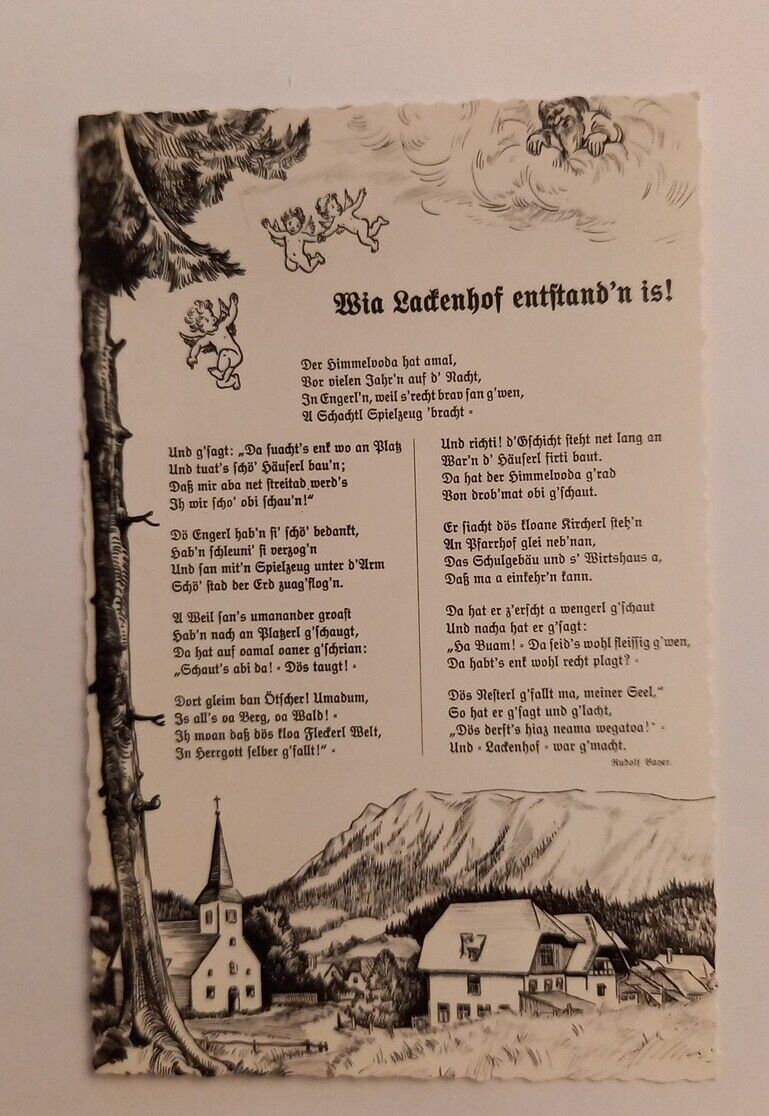 Wia Lackenhof entstand'n is!
Der Himmelvoda hat amal,
Vor vielen Jahr'n auf d' Nacht,
In Engerl'n, weil s'recht brav san g'wen,
A Schachtl Spielzeug 'bracht -
Und g'sagt: „Da suacht's enk wo an Platz
Und tuat's schö' Häuserl bau'n;
Daß mir aba net streitad werd's
Ih wir scho' obi schau'n!“
Dö Engerl hab'n si' schö' bedankt,
Hab'n schleuni' si verzog'n
Und san mit'n Spielzeug unter d'Arm
Schö' stad der Erd zuag'flog'n.
A Weil san's umanander groast
Hab'n nach an Platzerl g'schaugt,
Da hat auf oamal oaner g'schrian:
„Schaut's abi da! - Dös taugt! -
Dort gleim ban Ötscher! Umadum,
Is all's oa Berg, oa Wald! -
Ih moan daß dös kloa Fleckerl Welt,
In Herrgott selber g'fallt!“ -
Und richti! d'Gschicht steht net lang an
War'n d' Häuserl firti baut.
Da hat der Himmelvoda g'rad
Von drob'mat obi g'schaut.
Er siacht dös kloane Kircherl steh'n
An Pfarrhof glei neb'nan,
Das Schulgebäu und s' Wirtshaus a,
Daß ma a einkehr'n kann.
Da hat er z'erscht a wengerl g'schaut
Und nacha hat er g'sagt:
„Ha Buam! - Da seid's wohl fleissig g'wen,
Da habt's enk wohl recht plagt? -
Dös Nesterl g'fallt ma, meiner Seel,“
So hat er g'sagt und g'lacht,
„Dös derft's hiaz neama wegatoa!“ -
Und - Lackenhof - war g'macht.
Rudolf Bayer.